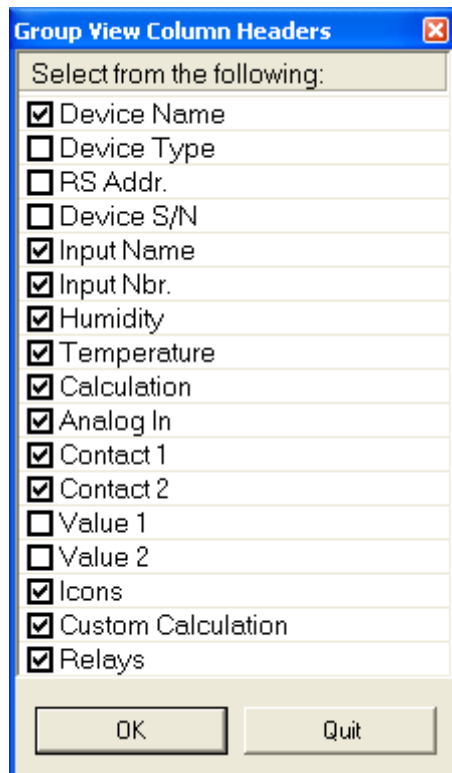 Group View Column Headers
Select from the following:
Device Name
Device Type
RS Addr.
Device S/N
Input Name
Input Nbr.
Humidity
Temperature
Calculation
Analog In
Contact 1
Contact 2
Value 1
Value 2
Icons
Custom Calculation
Relays
OK Quit